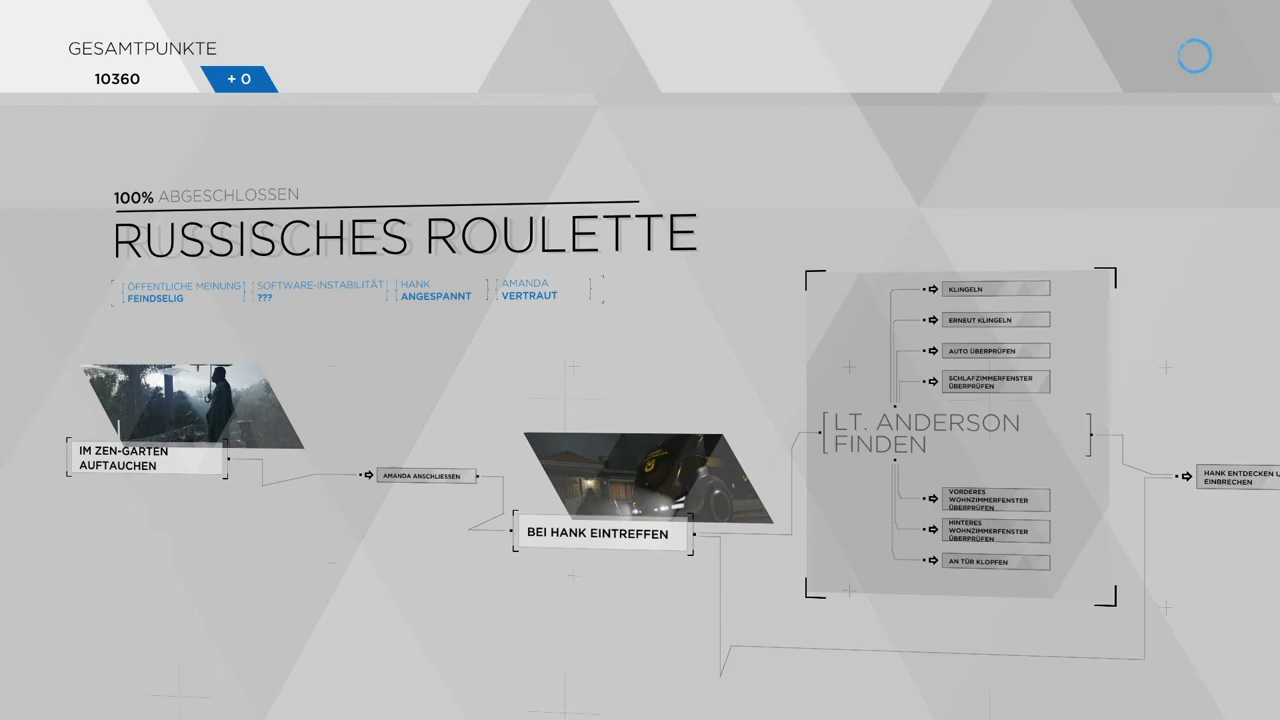 GESAMTPUNKTE
10360
+ 0
100% ABGESCHLOSSEN
RUSSISCHES ROULETTE
ÖFFENTLICHE MEINUNG
FEINDSELIG
SOFTWARE-INSTABILITÄT
???
HANK
ANGESPANNT
AMANDA
VERTRAUT
IM ZEN-GARTEN
AUFTAUCHEN
AMANDA ANSCHLIESSEN
BEI HANK EINTREFFEN
KLINGELN
ERNEUT KLINGELN
AUTO ÜBERPRÜFEN
SCHLAFZIMMERFENSTER
ÜBERPRÜFEN
LT. ANDERSON
FINDEN
VORDERES
WOHNZIMMERFENSTER
ÜBERPRÜFEN
HINTERES
WOHNZIMMERFENSTER
ÜBERPRÜFEN
AN TÜR KLOPFEN
HANK ENTDECKEN U
EINBRECHEN